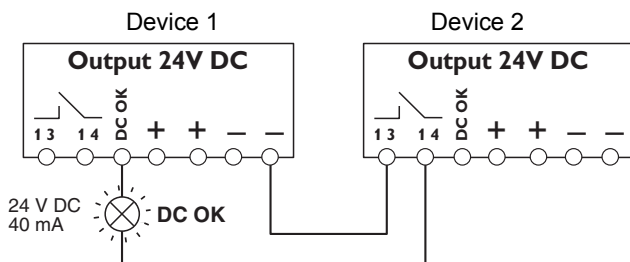 Device 1
Output 24V DC
13 14 DC OK + + – –
24 V DC
40 mA
DC OK
Device 2
Output 24V DC
13 14 DC OK + + – –